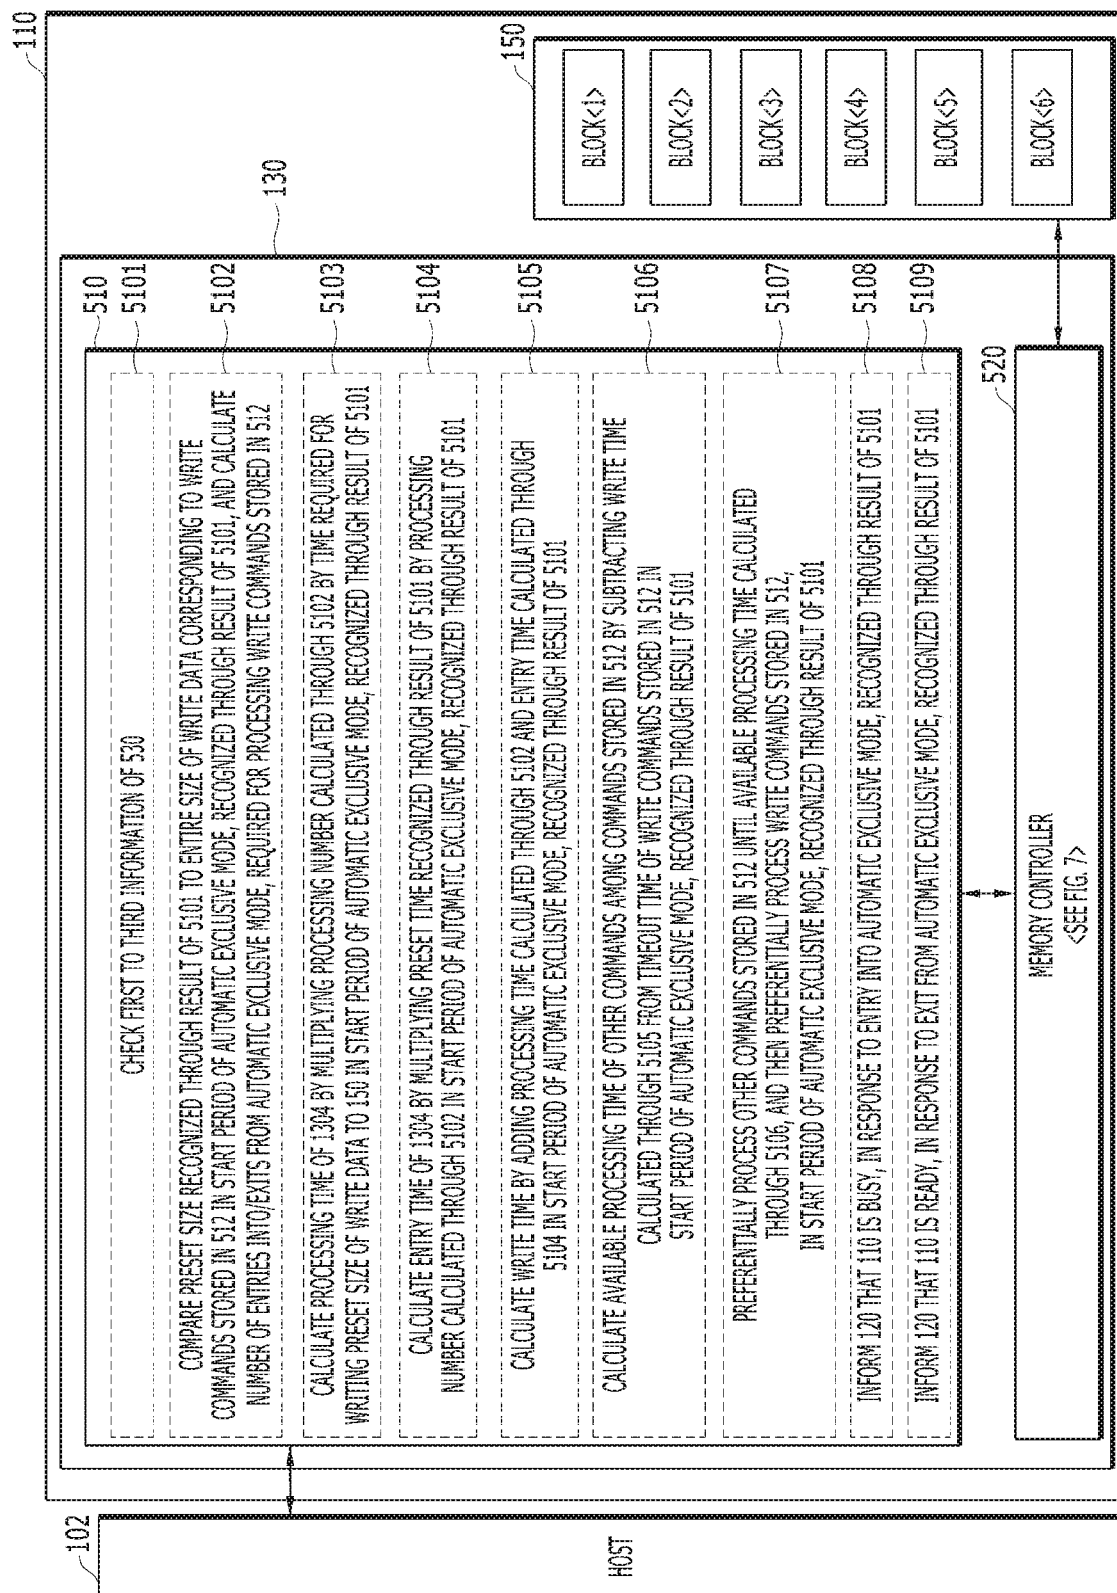 102
HOST
110
130
510
5101
CHECK FIRST TO THIRD INFORMATION OF 530
5102
COMPARE PRESET SIZE RECOGNIZED THROUGH RESULT OF 5101 TO ENTIRE SIZE OF WRITE DATA CORRESPONDING TO WRITE
COMMANDS STORED IN 512 IN START PERIOD OF AUTOMATIC EXCLUSIVE MODE, RECOGNIZED THROUGH RESULT OF 5101, AND CALCULATE
NUMBER OF ENTRIES INTO/EXITS FROM AUTOMATIC EXCLUSIVE MODE, REQUIRED FOR PROCESSING WRITE COMMANDS STORED IN 512
5103
CALCULATE PROCESSING TIME OF 1304 BY MULTIPLYING PROCESSING NUMBER CALCULATED THROUGH 5102 BY TIME REQUIRED FOR
WRITING PRESET SIZE OF WRITE DATA TO 150 IN START PERIOD OF AUTOMATIC EXCLUSIVE MODE, RECOGNIZED THROUGH RESULT OF 5101
5104
CALCULATE ENTRY TIME OF 1304 BY MULTIPLYING PRESET TIME RECOGNIZED THROUGH RESULT OF 5101 BY PROCESSING
NUMBER CALCULATED THROUGH 5102 IN START PERIOD OF AUTOMATIC EXCLUSIVE MODE, RECOGNIZED THROUGH RESULT OF 5101
5105
CALCULATE WRITE TIME BY ADDING PROCESSING TIME CALCULATED THROUGH 5102 AND ENTRY TIME CALCULATED THROUGH
5104 IN START PERIOD OF AUTOMATIC EXCLUSIVE MODE, RECOGNIZED THROUGH RESULT OF 5101
5106
CALCULATE AVAILABLE PROCESSING TIME OF OTHER COMMANDS AMONG COMMANDS STORED IN 512 BY SUBTRACTING WRITE TIME
CALCULATED THROUGH 5105 FROM TIMEOUT TIME OF WRITE COMMANDS STORED IN 512 IN
START PERIOD OF AUTOMATIC EXCLUSIVE MODE, RECOGNIZED THROUGH RESULT OF 5101
5107
PREFERENTIALLY PROCESS OTHER COMMANDS STORED IN 512 UNTIL AVAILABLE PROCESSING TIME CALCULATED
THROUGH 5106, AND THEN PREFERENTIALLY PROCESS WRITE COMMANDS STORED IN 512,
IN START PERIOD OF AUTOMATIC EXCLUSIVE MODE, RECOGNIZED THROUGH RESULT OF 5101
5108
INFORM 120 THAT 110 IS BUSY, IN RESPONSE TO ENTRY INTO AUTOMATIC EXCLUSIVE MODE, RECOGNIZED THROUGH RESULT OF 5101
5109
INFORM 120 THAT 110 IS READY, IN RESPONSE TO EXIT FROM AUTOMATIC EXCLUSIVE MODE, RECOGNIZED THROUGH RESULT OF 5101
520
MEMORY CONTROLLER
<SEE FIG. 7>
150
BLOCK<1>
BLOCK<2>
BLOCK<3>
BLOCK<4>
BLOCK<5>
BLOCK<6>